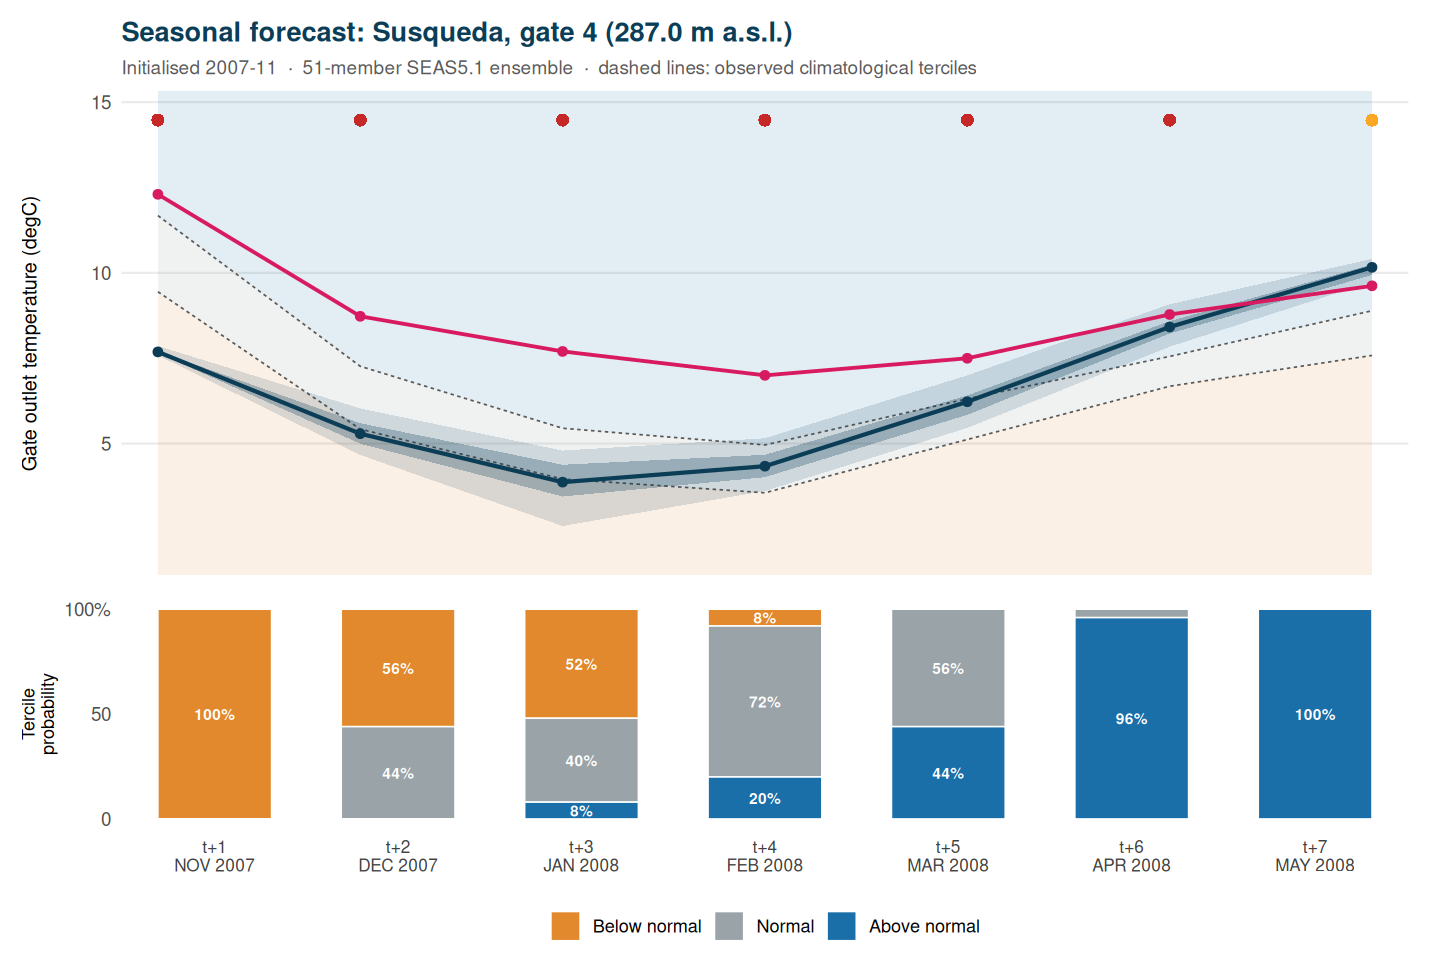 Seasonal forecast: Susqueda, gate 4 (287.0 m a.s.l.)
Initialised 2007-11 · 51-member SEAS5.1 ensemble · dashed lines: observed climatological terciles
Gate outlet temperature (degC)
15
10
5
Tercile
probability
100%
50
0
100%
56%
44%
52%
40%
8%
8%
72%
20%
56%
44%
96%
100%
t+1
NOV 2007
t+2
DEC 2007
t+3
JAN 2008
t+4
FEB 2008
t+5
MAR 2008
t+6
APR 2008
t+7
MAY 2008
Below normal
Normal
Above normal